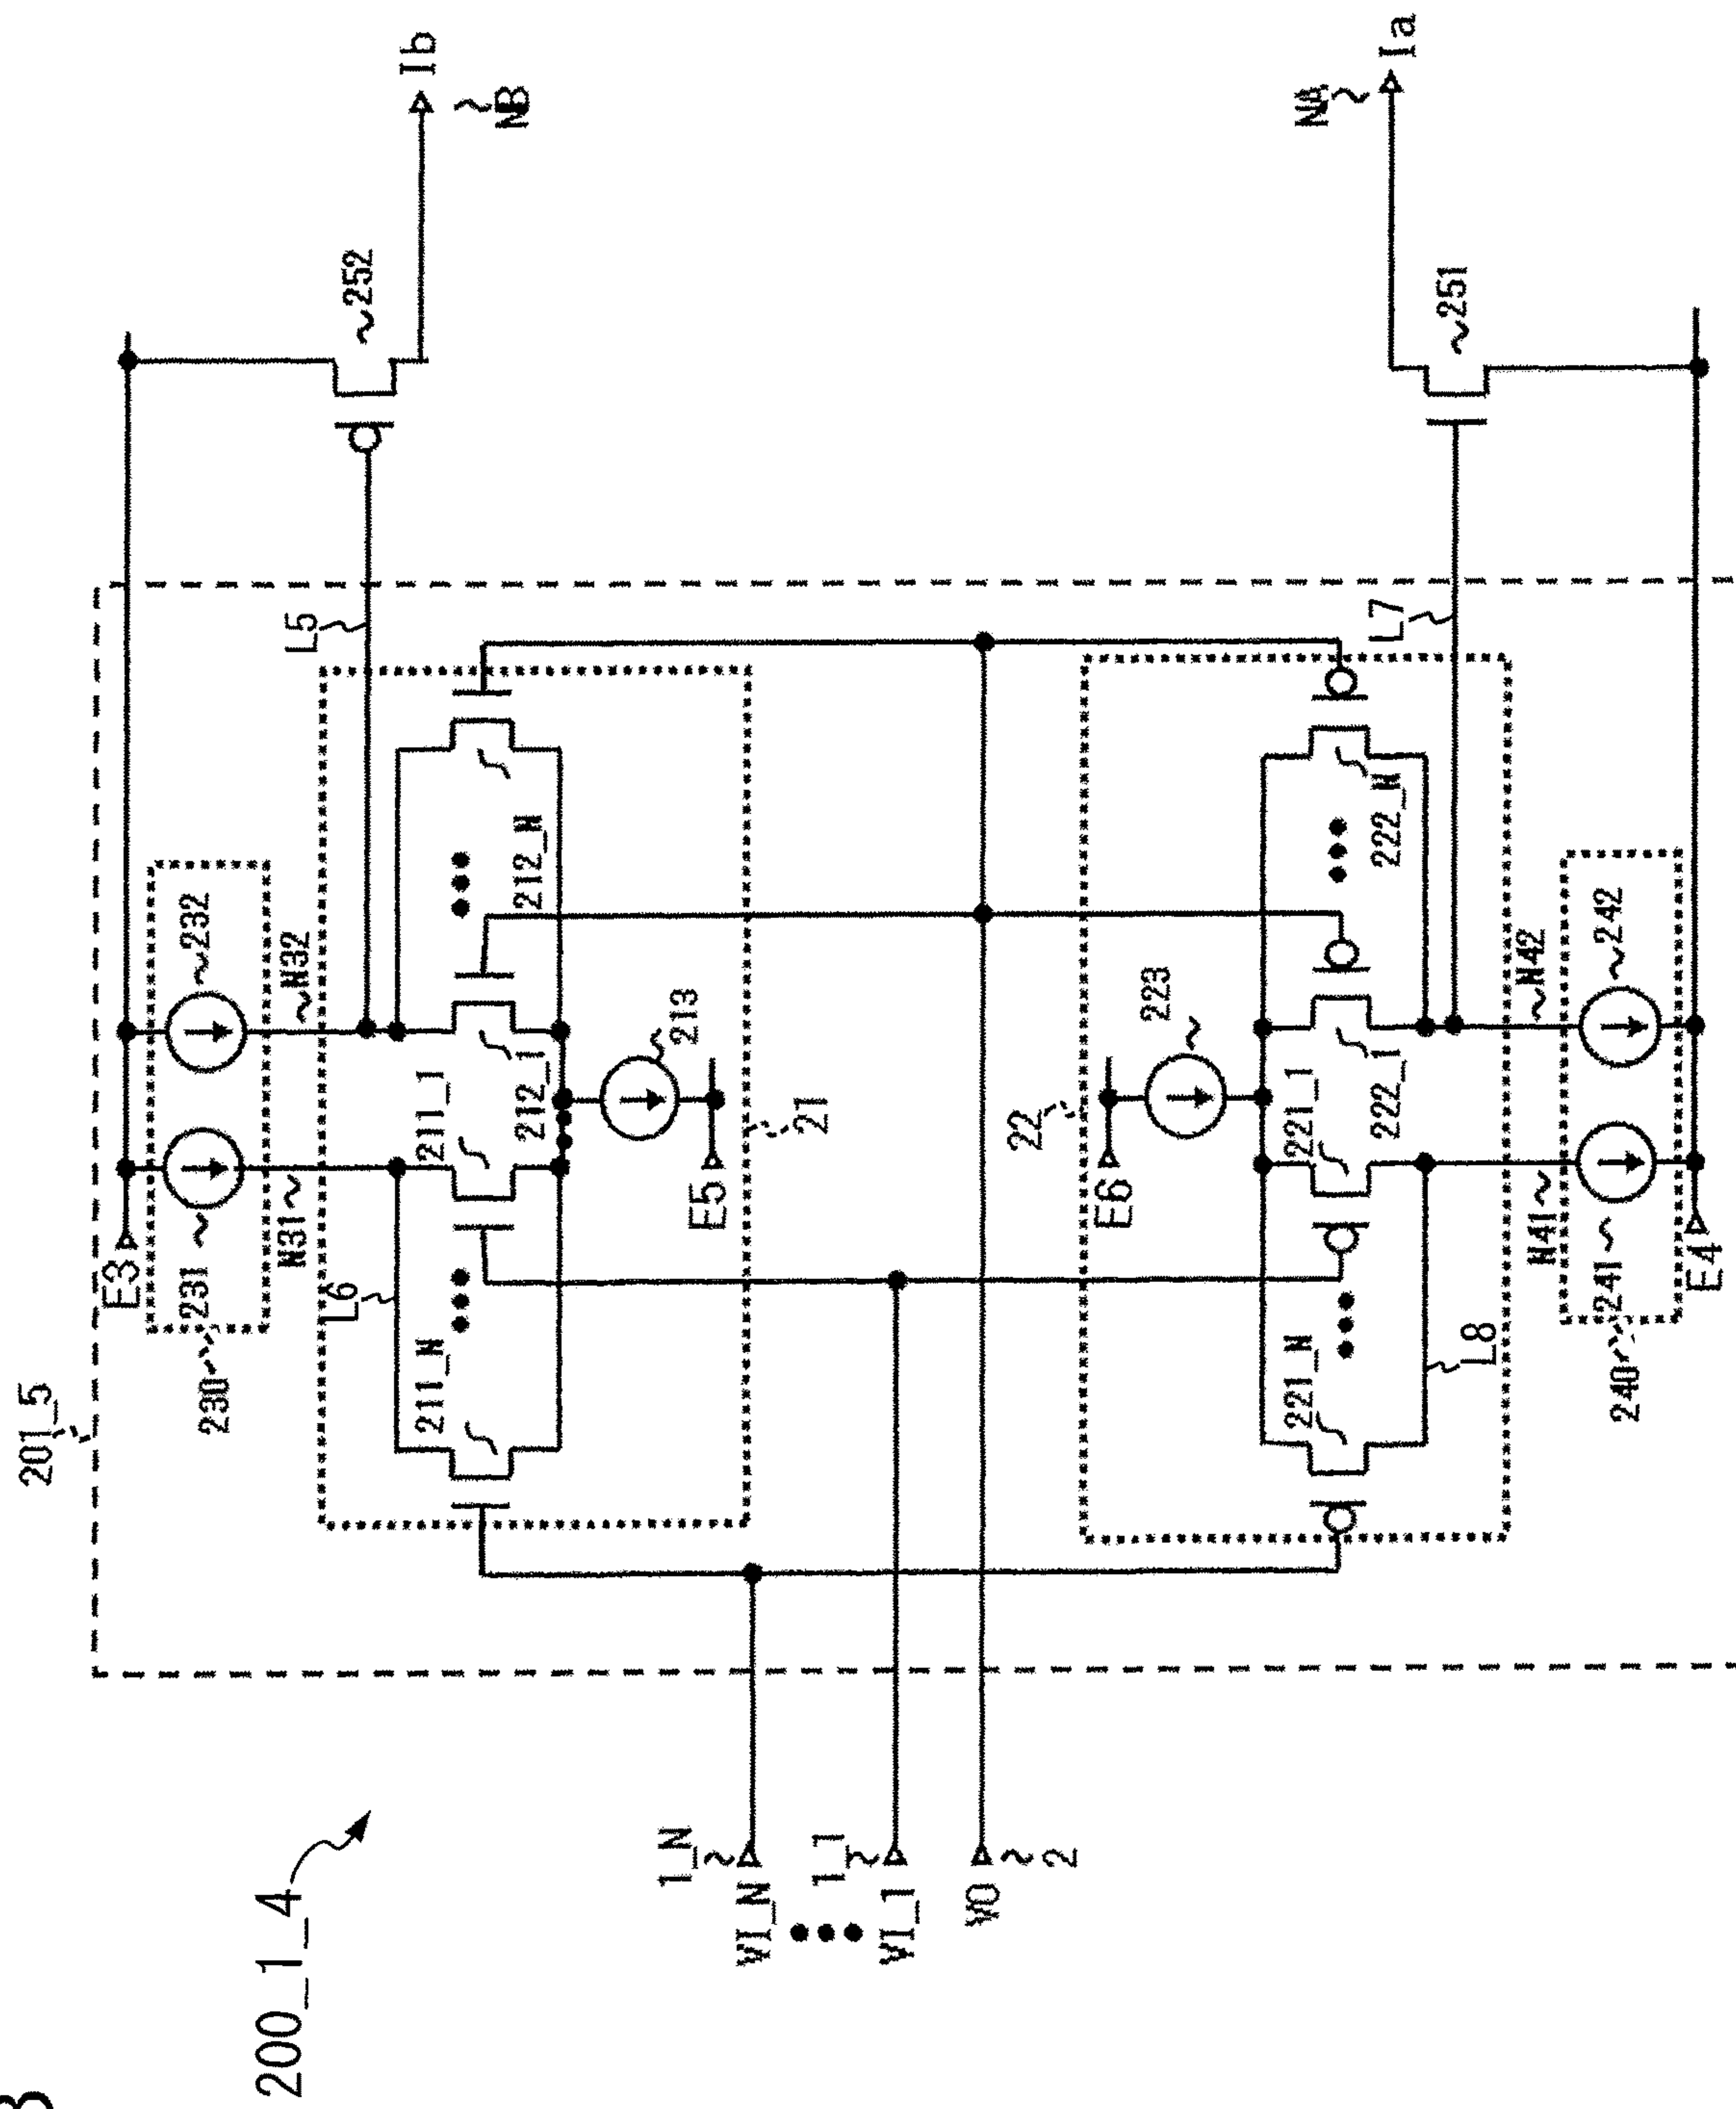 3
200_1_4
201_5
E3
230
231
232
N31
N32
L5
L6
252
Ib
NB
211_N
211_1
212_1
212_N
213
E5
21
VI_N
1_N
VI_1
1_1
VO
2
22
E6
223
221_N
221_1
222_1
222_N
L7
L8
251
Ia
NA
N41
N42
240
241
242
E4